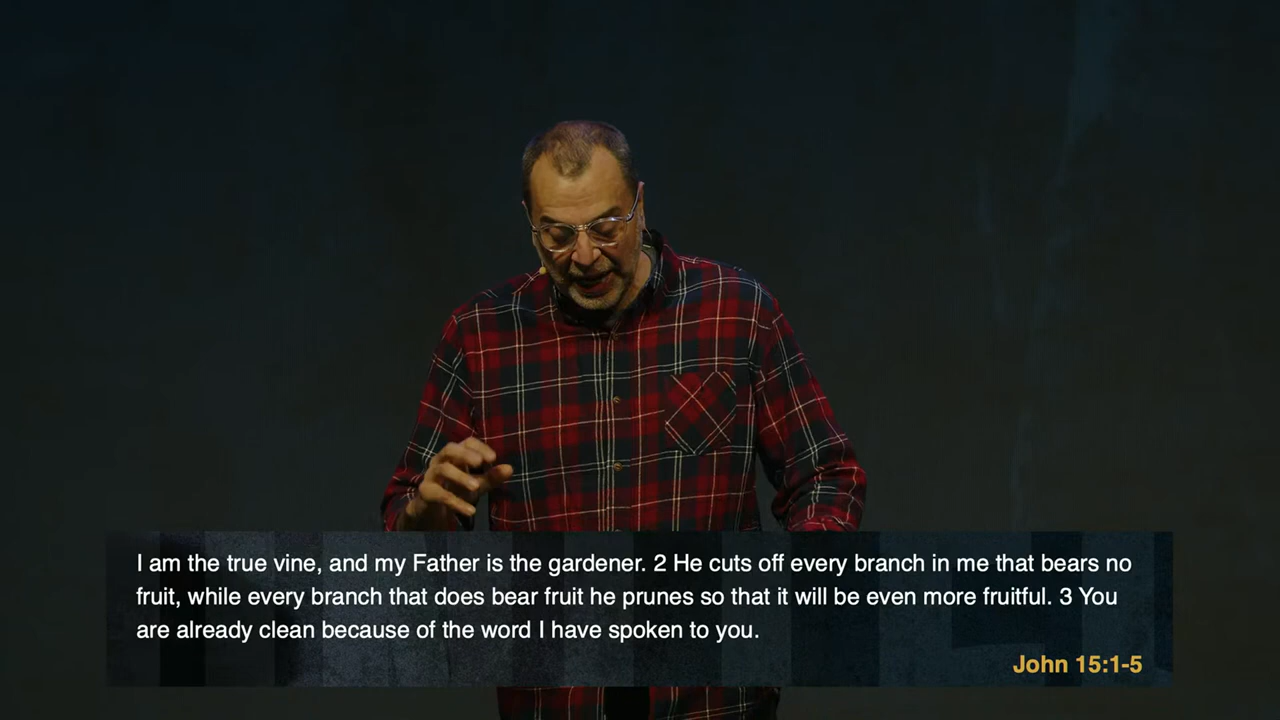 I am the true vine, and my Father is the gardener. 2 He cuts off every branch in me that bears no
fruit, while every branch that does bear fruit he prunes so that it will be even more fruitful. 3 You
are already clean because of the word I have spoken to you.
John 15:1-5